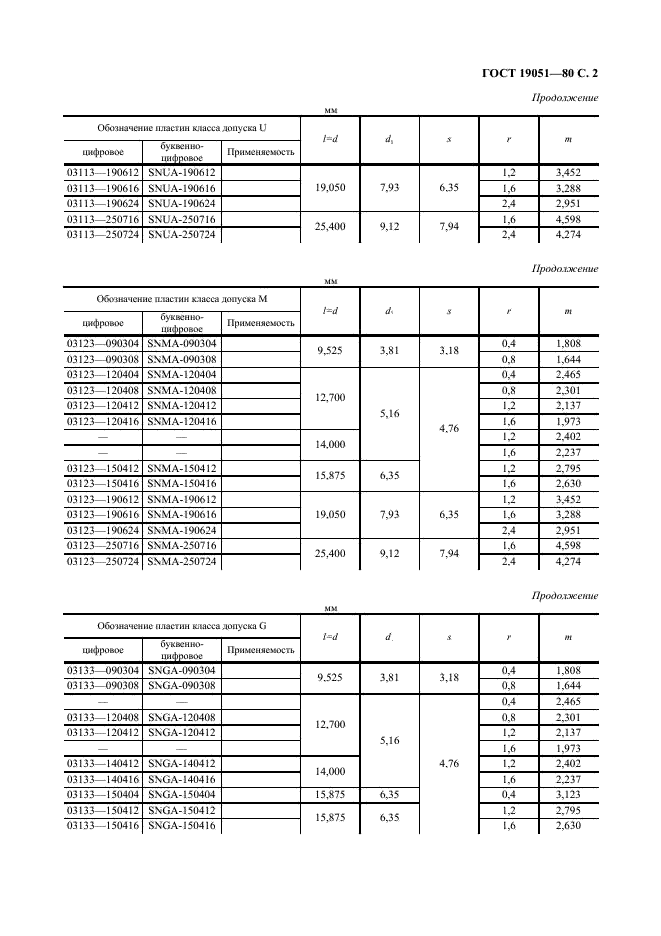 ГОСТ 19051—80 С. 2
Продолжение
мм
Обозначение пластин класса допуска U l=d d₁ s r m
цифровое буквенно-цифровое Применяемость
03113—190612 SNUA-190612 19,050 7,93 6,35 1,2 3,452
03113—190616 SNUA-190616 1,6 3,288
03113—190624 SNUA-190624 2,4 2,951
03113—250716 SNUA-250716 25,400 9,12 7,94 1,6 4,598
03113—250724 SNUA-250724 2,4 4,274
Продолжение
мм
Обозначение пластин класса допуска M l=d d s r m
цифровое буквенно-цифровое Применяемость
03123—090304 SNMA-090304 9,525 3,81 3,18 0,4 1,808
03123—090308 SNMA-090308 0,8 1,644
03123—120404 SNMA-120404 12,700 5,16 4,76 0,4 2,465
03123—120408 SNMA-120408 0,8 2,301
03123—120412 SNMA-120412 1,2 2,137
03123—120416 SNMA-120416 1,6 1,973
— — 14,000 1,2 2,402
— — 1,6 2,237
03123—150412 SNMA-150412 15,875 6,35 1,2 2,795
03123—150416 SNMA-150416 1,6 2,630
03123—190612 SNMA-190612 19,050 7,93 6,35 1,2 3,452
03123—190616 SNMA-190616 1,6 3,288
03123—190624 SNMA-190624 2,4 2,951
03123—250716 SNMA-250716 25,400 9,12 7,94 1,6 4,598
03123—250724 SNMA-250724 2,4 4,274
Продолжение
мм
Обозначение пластин класса допуска G l=d d s r m
цифровое буквенно-цифровое Применяемость
03133—090304 SNGA-090304 9,525 3,81 3,18 0,4 1,808
03133—090308 SNGA-090308 0,8 1,644
— — 12,700 5,16 4,76 0,4 2,465
03133—120408 SNGA-120408 0,8 2,301
03133—120412 SNGA-120412 1,2 2,137
— — 1,6 1,973
03133—140412 SNGA-140412 14,000 1,2 2,402
03133—140416 SNGA-140416 1,6 2,237
03133—150404 SNGA-150404 15,875 6,35 0,4 3,123
03133—150412 SNGA-150412 15,875 6,35 1,2 2,795
03133—150416 SNGA-150416 1,6 2,630